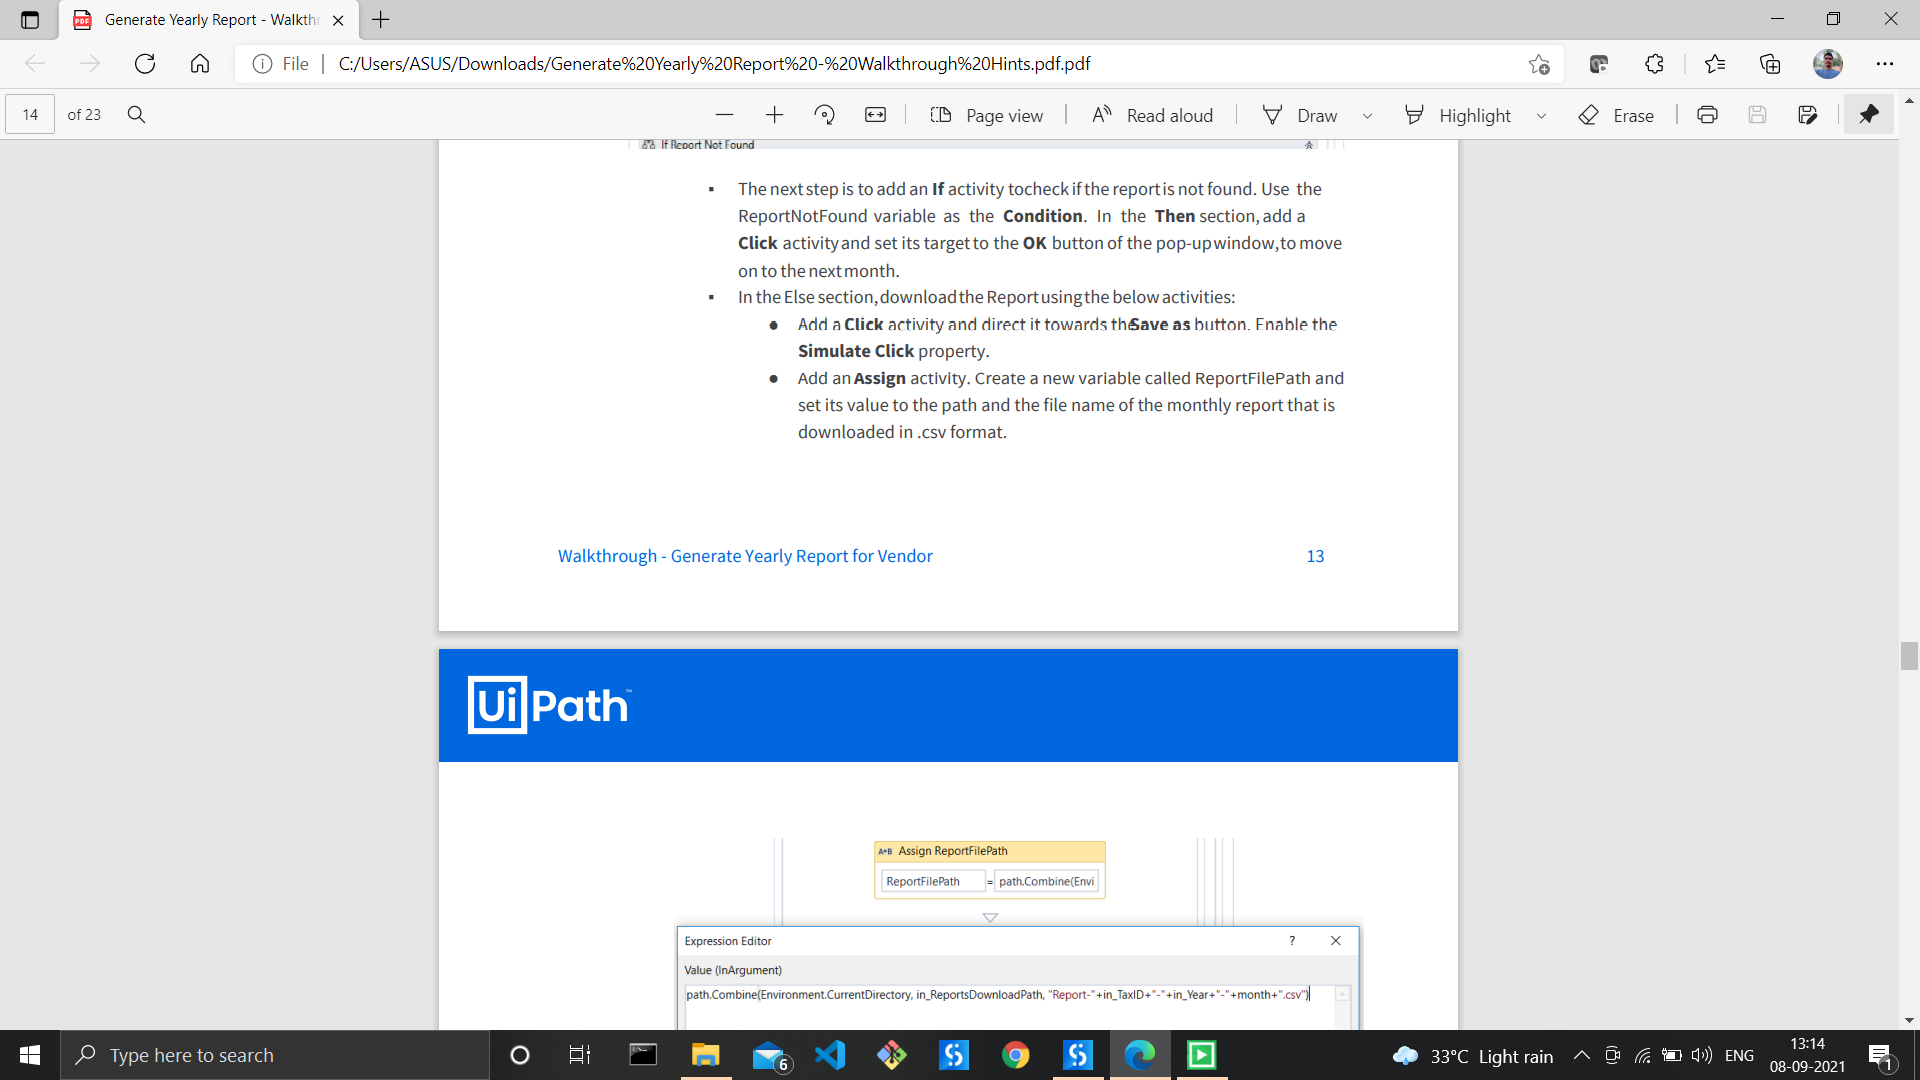 Generate Yearly Report - Walkthr
File
C:/Users/ASUS/Downloads/Generate%20Yearly%20Report%20-%20Walkthrough%20Hints.pdf.pdf
14 of 23
Page view
Read aloud
Draw
Highlight
Erase
If Report Not Found
▪ The next step is to add an If activity tocheck if the report is not found. Use the
ReportNotFound variable as the Condition. In the Then section, add a
Click activity and set its target to the OK button of the pop-up window, to move
on to the next month.
▪ In the Else section, download the Report using the below activities:
● Add a Click activity and direct it towards the Save as button. Enable the
Simulate Click property.
● Add an Assign activity. Create a new variable called ReportFilePath and
set its value to the path and the file name of the monthly report that is
downloaded in .csv format.
Walkthrough - Generate Yearly Report for Vendor 13
UiPath™
A*B Assign ReportFilePath
ReportFilePath = path.Combine(Envi
Expression Editor ?
Value (InArgument)
path.Combine(Environment.CurrentDirectory, in_ReportsDownloadPath, "Report-"+in_TaxID+"-"+in_Year+"-"+month+".csv")
Type here to search
6
33°C Light rain
ENG
13:14
08-09-2021
1